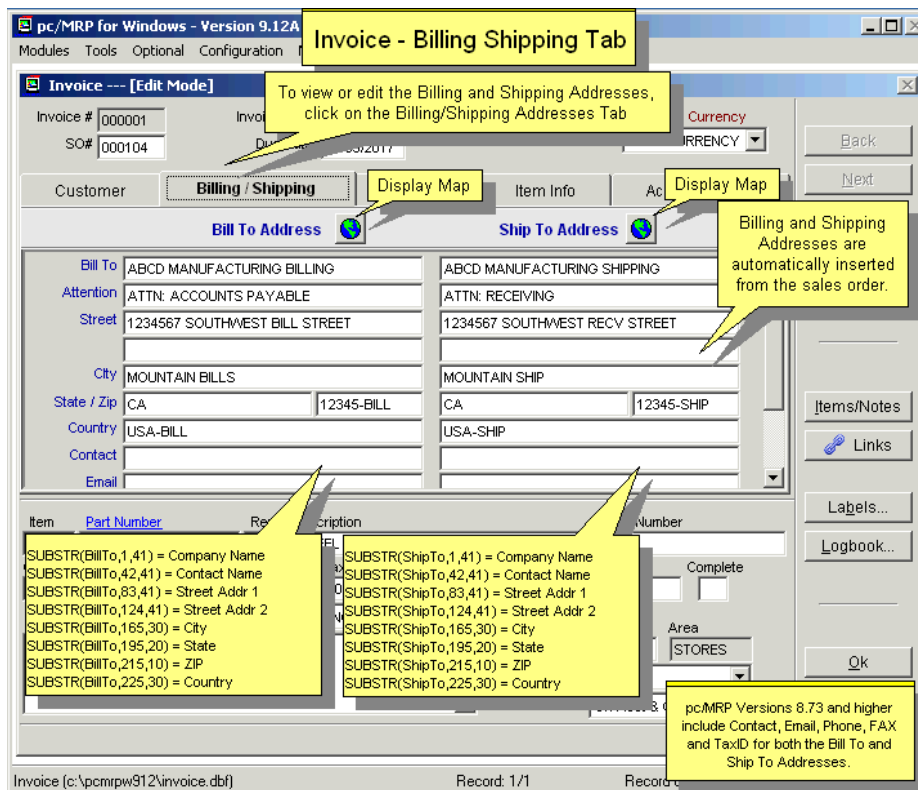 pc/MRP for Windows - Version 9.12A
Invoice - Billing Shipping Tab
Modules Tools Optional Configuration
Invoice --- [Edit Mode]
To view or edit the Billing and Shipping Addresses,
click on the Billing/Shipping Addresses Tab
Invoice # 000001
Currency
SO# 000104
/2017
RRENCY
Back
Next
Customer
Billing / Shipping
Display Map
Item Info
Display Map
Bill To Address
Ship To Address
Billing and Shipping
Addresses are
automatically inserted
from the sales order.
Bill To ABCD MANUFACTURING BILLING ABCD MANUFACTURING SHIPPING
Attention ATTN: ACCOUNTS PAYABLE ATTN: RECEIVING
Street 1234567 SOUTHWEST BILL STREET 1234567 SOUTHWEST RECV STREET
City MOUNTAIN BILLS MOUNTAIN SHIP
State / Zip CA 12345-BILL CA 12345-SHIP
Country USA-BILL USA-SHIP
Contact
Email
Items/Notes
Links
Labels...
Logbook...
Item Part Number Re cription Number
SUBSTR(BillTo,1,41) = Company Name
SUBSTR(BillTo,42,41) = Contact Name
SUBSTR(BillTo,83,41) = Street Addr 1
SUBSTR(BillTo,124,41) = Street Addr 2
SUBSTR(BillTo,165,30) = City
SUBSTR(BillTo,195,20) = State
SUBSTR(BillTo,215,10) = ZIP
SUBSTR(BillTo,225,30) = Country
SUBSTR(ShipTo,1,41) = Company Name
SUBSTR(ShipTo,42,41) = Contact Name
SUBSTR(ShipTo,83,41) = Street Addr 1
SUBSTR(ShipTo,124,41) = Street Addr 2
SUBSTR(ShipTo,165,30) = City
SUBSTR(ShipTo,195,20) = State
SUBSTR(ShipTo,215,10) = ZIP
SUBSTR(ShipTo,225,30) = Country
Complete
Area
STORES
Ok
pc/MRP Versions 8.73 and higher
include Contact, Email, Phone, FAX
and TaxID for both the Bill To and
Ship To Addresses.
Invoice (c:\pcmrpw912\invoice.dbf) Record: 1/1 Record